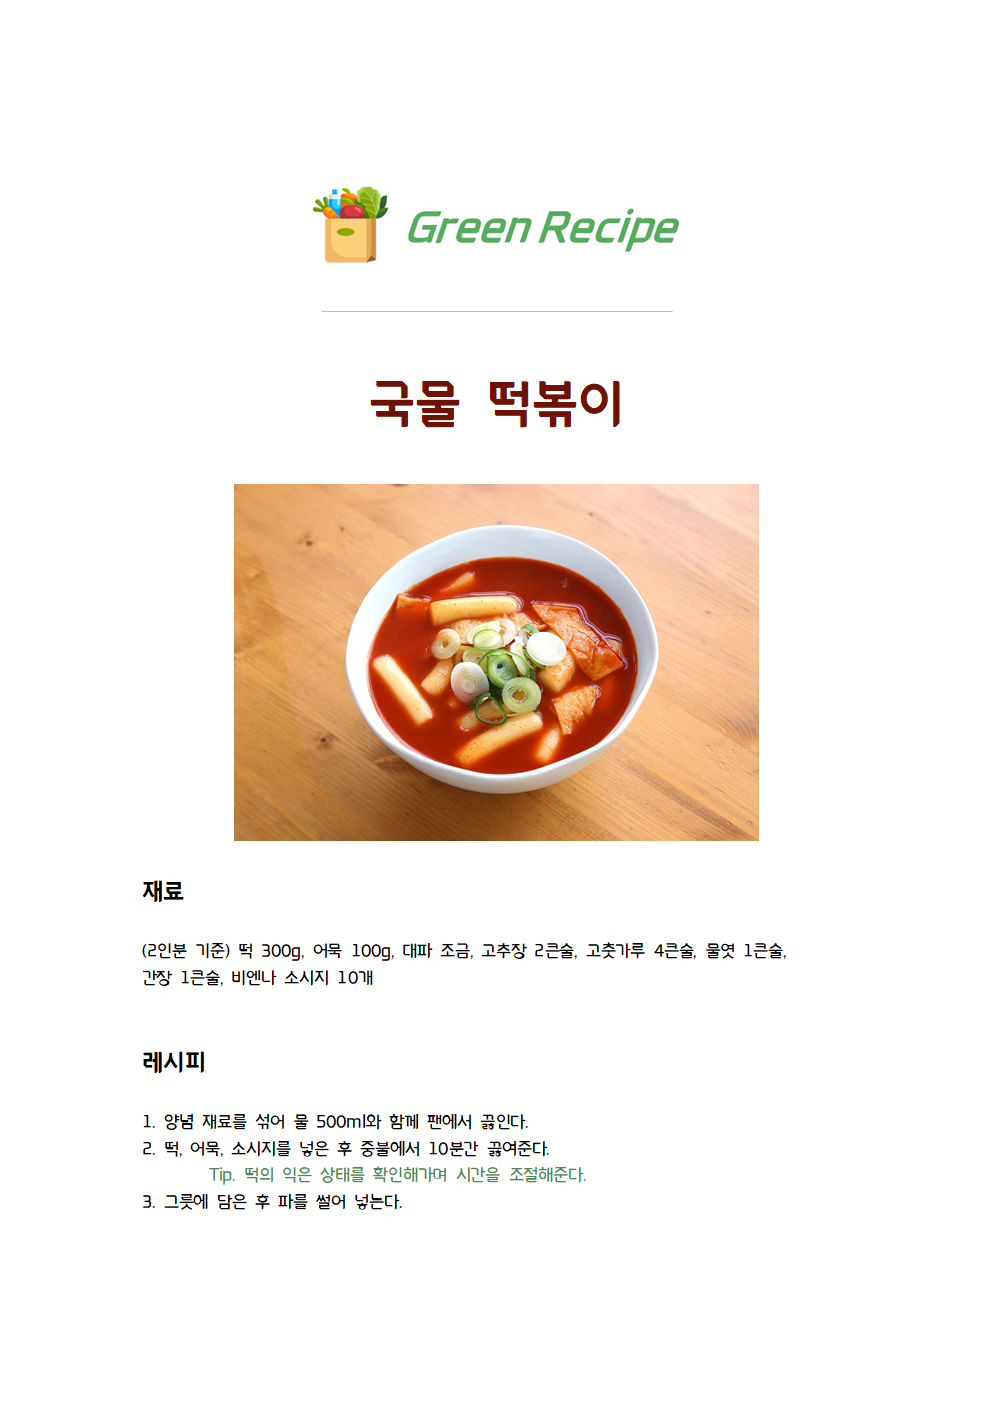 Green Recipe
국물 떡볶이
재료
(2인분 기준) 떡 300g, 어묵 100g, 대파 조금, 고추장 2큰술, 고춧가루 4큰술, 물엿 1큰술,
간장 1큰술, 비엔나 소시지 10개
레시피
1. 양념 재료를 섞어 물 500ml와 함께 팬에서 끓인다.
2. 떡, 어묵, 소시지를 넣은 후 중불에서 10분간 끓여준다.
Tip. 떡의 익은 상태를 확인해가며 시간을 조절해준다.
3. 그릇에 담은 후 파를 썰어 넣는다.